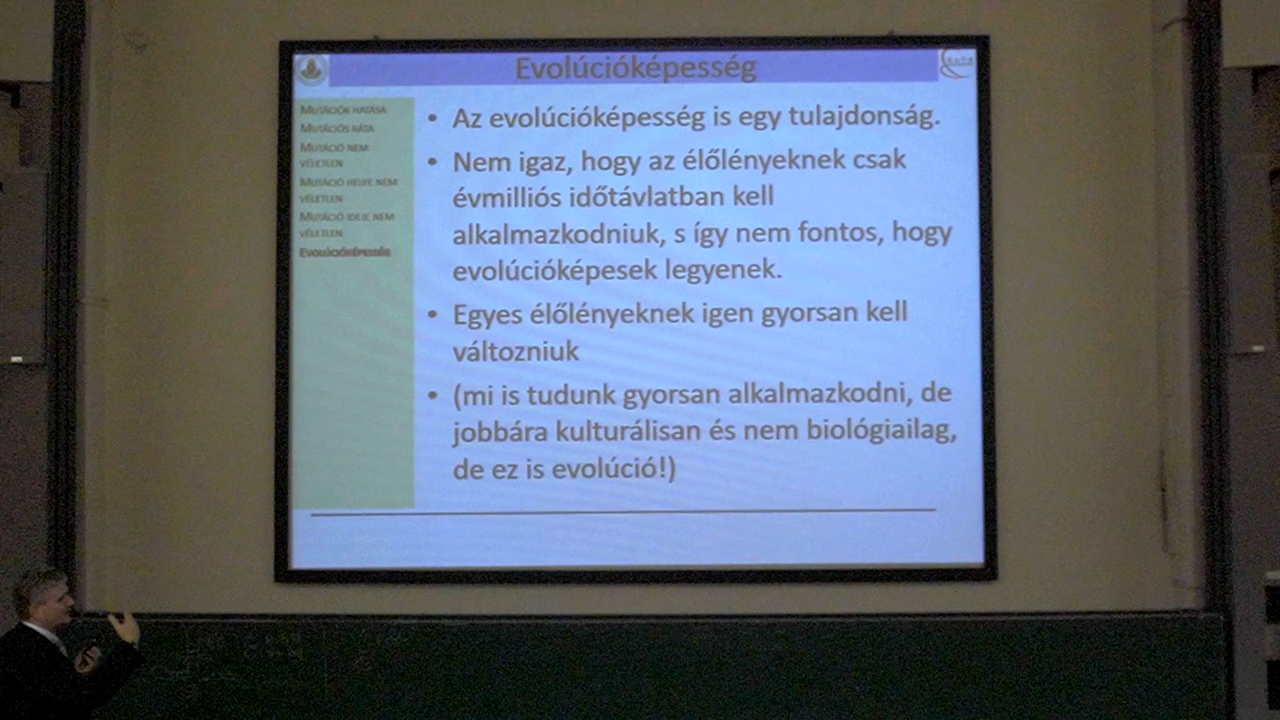 Evolúcióképesség
MUTÁCIÓK HATÁSA
MUTÁCIÓS RÁTA
MUTÁCIÓ NEM
VÉLETLEN
MUTÁCIÓ HELYE NEM
VÉLETLEN
MUTÁCIÓ IDEJE NEM
VÉLETLEN
EVOLÚCIÓKÉPESSÉG
• Az evolúcióképesség is egy tulajdonság.
• Nem igaz, hogy az élőlényeknek csak
évmilliós időtávlatban kell
alkalmazkodniuk, s így nem fontos, hogy
evolúcióképesek legyenek.
• Egyes élőlényeknek igen gyorsan kell
változniuk
• (mi is tudunk gyorsan alkalmazkodni, de
jobbára kulturálisan és nem biológiailag,
de ez is evolúció!)